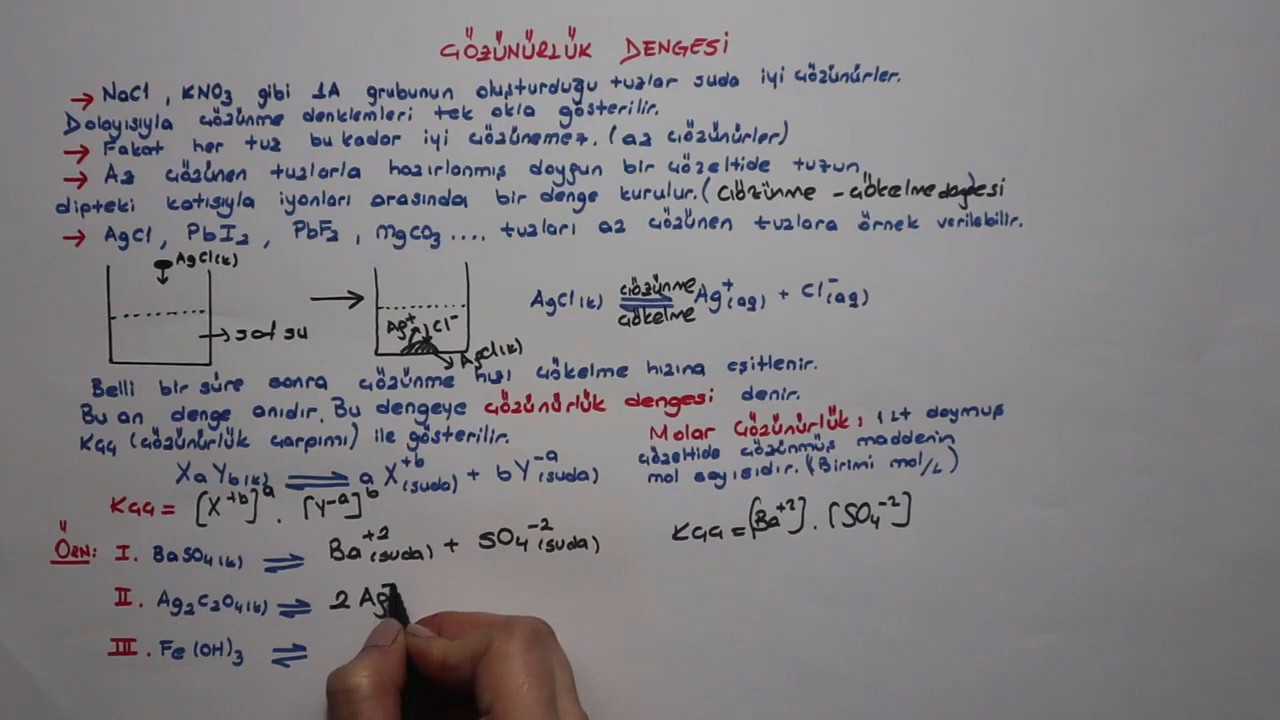 ÇÖZÜNÜRLÜK DENGESİ
→ NaCl, KNO3 gibi 1A grubunun oluşturduğu tuzlar suda iyi çözünürler.
Dolayısıyla çözünme denklemleri tek okla gösterilir.
→ Fakat her tuz bu kadar iyi çözünemez. (az çözünürler)
→ Az çözünen tuzlarla hazırlanmış doygun bir çözeltide tuzun,
dipteki katısıyla iyonları arasında bir denge kurulur. (çözünme - çökelme dengesi)
→ AgCl, PbI2, PbF2, MgCO3 .... tuzları az çözünen tuzlara örnek verilebilir.
AgCl(k)
saf su
Ag+ Cl-
AgCl(k)
AgCl(k) çözünme ⇌ çökelme Ag+(aq) + Cl-(aq)
Belli bir süre sonra çözünme hızı çökelme hızına eşitlenir.
Bu an denge anıdır. Bu dengeye çözünürlük dengesi denir.
Kçç (çözünürlük çarpımı) ile gösterilir.
Molar Çözünürlük: 1 Lt doymuş
çözeltide çözünmüş maddenin
mol sayısıdır. (Birimi mol/L)
XaYb(k) ⇌ a X+b(suda) + bY-a(suda)
Kçç = [X+b]a . [Y-a]b
ÖRN: I. BaSO4(k) ⇌ Ba+2(suda) + SO4-2(suda)
Kçç = [Ba+2] . [SO4-2]
II. Ag2C2O4(k) ⇌ 2 Ag
III. Fe(OH)3 ⇌